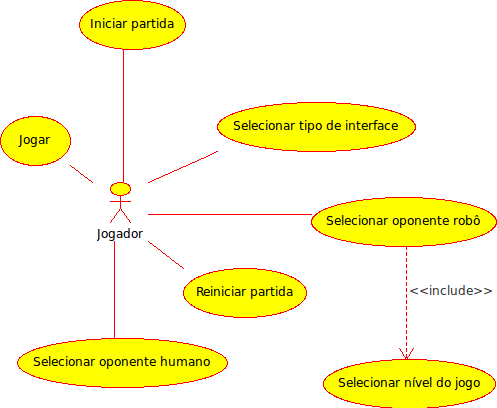 Iniciar partida
Selecionar tipo de interface
Jogar
Selecionar oponente robô
Jogador
<<include>>
Reiniciar partida
Selecionar oponente humano
Selecionar nível do jogo